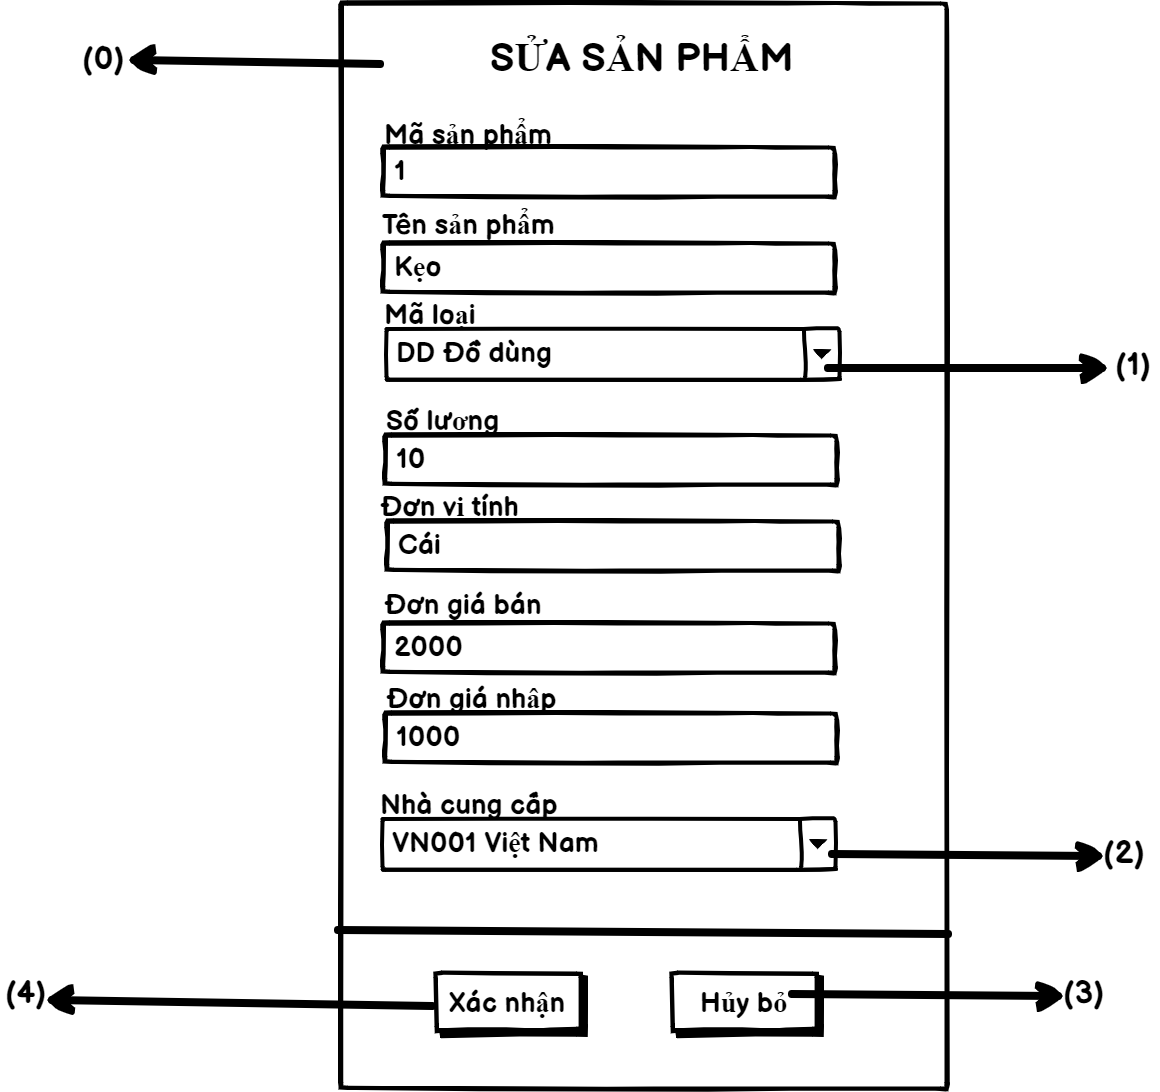 (0)
SỬA SẢN PHẨM
Mã sản phẩm
1
Tên sản phẩm
Kẹo
Mã loại
DD Đồ dùng
(1)
Số lương
10
Đơn vị tính
Cái
Đơn giá bán
2000
Đơn giá nhâp
1000
Nhà cung cấp
VN001 Việt Nam
(2)
(4)
Xác nhận
Hủy bỏ
(3)